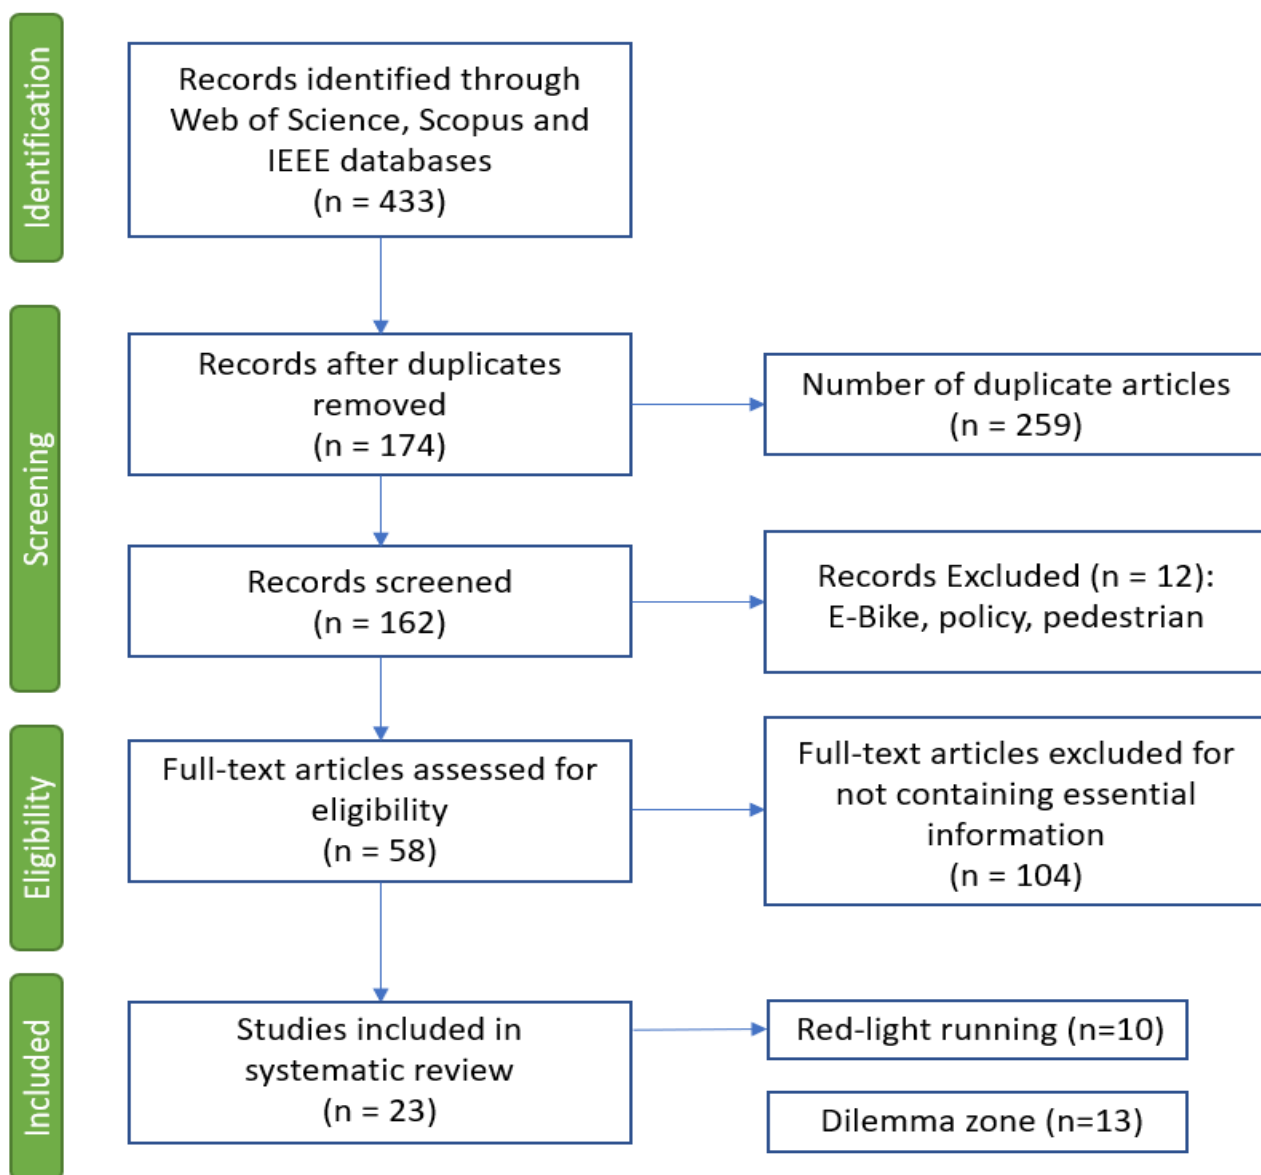 Identification
Records identified through
Web of Science, Scopus and
IEEE databases
(n = 433)
Screening
Records after duplicates
removed
(n = 174)
Number of duplicate articles
(n = 259)
Records screened
(n = 162)
Records Excluded (n = 12):
E-Bike, policy, pedestrian
Eligibility
Full-text articles assessed for
eligibility
(n = 58)
Full-text articles excluded for
not containing essential
information
(n = 104)
Included
Studies included in
systematic review
(n = 23)
Red-light running (n=10)
Dilemma zone (n=13)